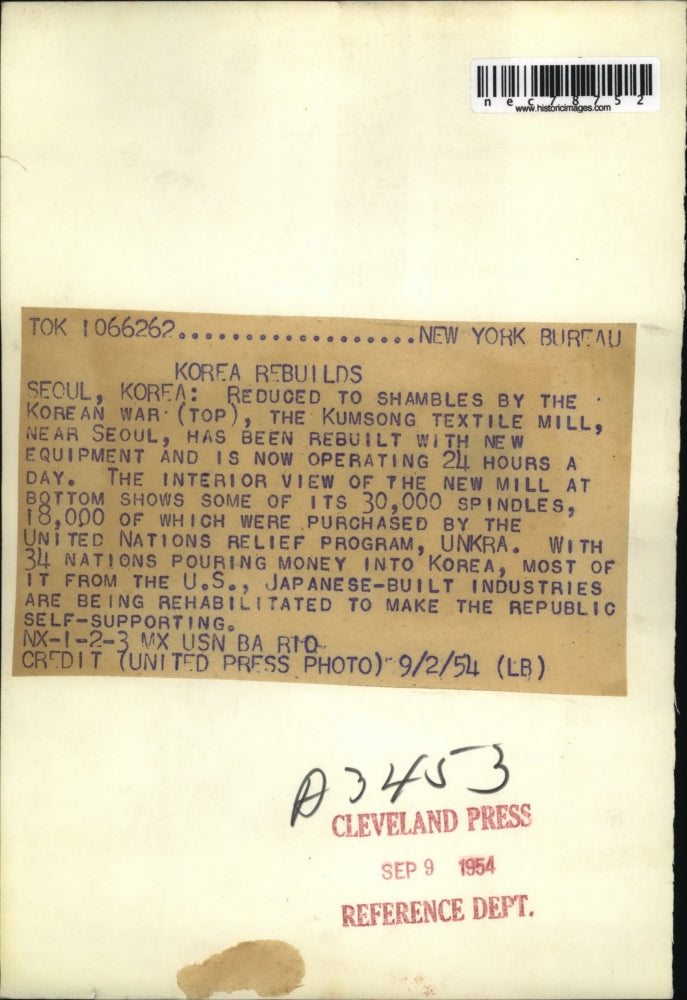 n e c 7 8 7 5 2
www.historicimages.com
TOK 1066262...................NEW YORK BUREAU
KOREA REBUILDS
SEOUL, KOREA: REDUCED TO SHAMBLES BY THE
KOREAN WAR (TOP), THE KUMSONG TEXTILE MILL,
NEAR SEOUL, HAS BEEN REBUILT WITH NEW
EQUIPMENT AND IS NOW OPERATING 24 HOURS A
DAY. THE INTERIOR VIEW OF THE NEW MILL AT
BOTTOM SHOWS SOME OF ITS 30,000 SPINDLES,
18,000 OF WHICH WERE PURCHASED BY THE
UNITED NATIONS RELIEF PROGRAM, UNKRA. WITH
34 NATIONS POURING MONEY INTO KOREA, MOST OF
IT FROM THE U.S., JAPANESE-BUILT INDUSTRIES
ARE BEING REHABILITATED TO MAKE THE REPUBLIC
SELF-SUPPORTING.
NX-1-2-3 MX USN BA RIO
CREDIT (UNITED PRESS PHOTO) 9/2/54 (LB)
A3453
CLEVELAND PRESS
SEP 9 1954
REFERENCE DEPT.